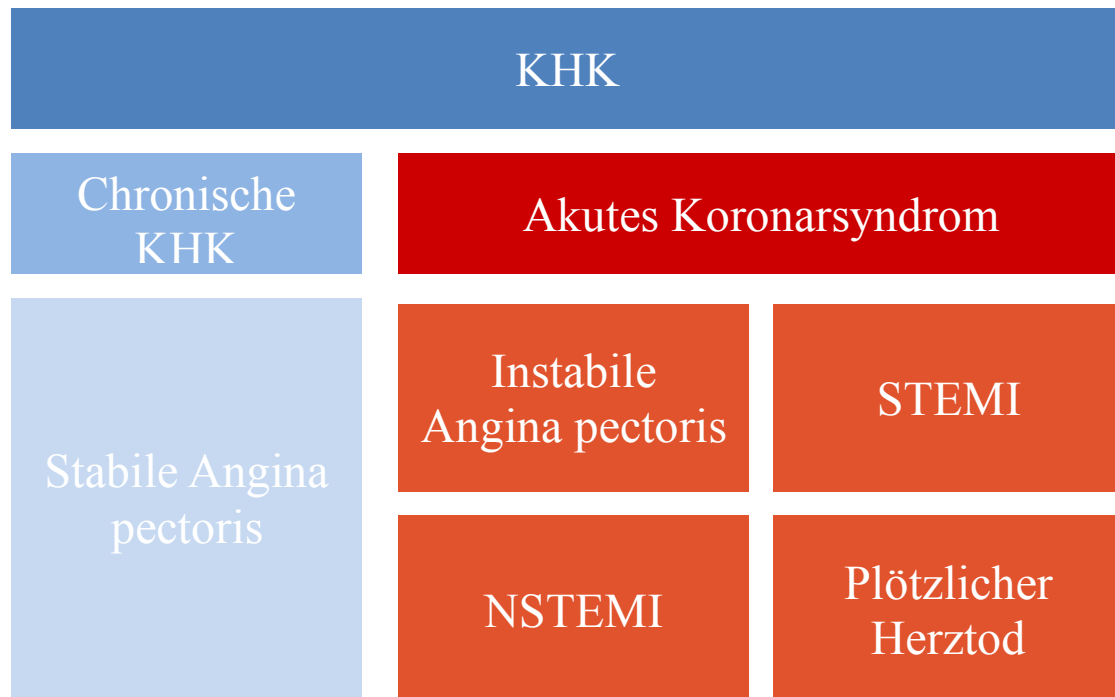 KHK
Chronische
KHK
Akutes Koronarsyndrom
Stabile Angina
pectoris
Instabile
Angina pectoris
STEMI
NSTEMI
Plötzlicher
Herztod